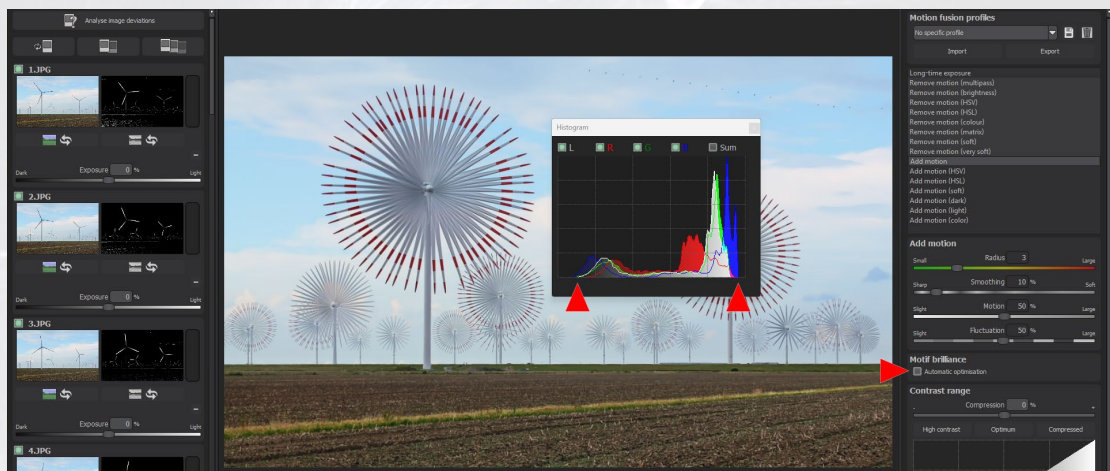 Analyse image deviations
1.JPG
Exposure 0 %
Dark Light
2.JPG
Exposure 0 %
Dark Light
3.JPG
Exposure 0 %
Dark Light
4.JPG
Histogram
L R G B Sum
Motion fusion profiles
No specific profile
Import Export
Long-time exposure
Remove motion (multipass)
Remove motion (brightness)
Remove motion (HSV)
Remove motion (HSL)
Remove motion (colour)
Remove motion (matrix)
Remove motion (soft)
Remove motion (very soft)
Add motion
Add motion (HSV)
Add motion (HSL)
Add motion (soft)
Add motion (dark)
Add motion (light)
Add motion (color)
Add motion
Small Radius 3 Large
Sharp Smoothing 10 % Soft
Slight Motion 50 % Large
Slight Fluctuation 50 % Large
Motif brilliance
Automatic optimisation
Contrast range
- Compression 0 % -
High contrast Optimum Compressed